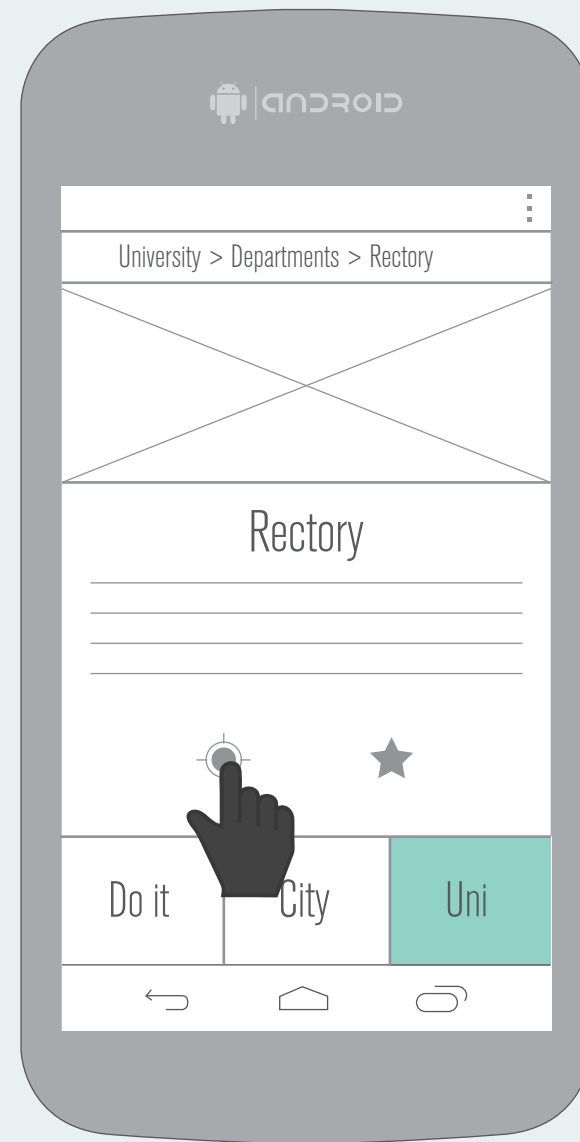 ANDROID
University > Departments > Rectory
Rectory
Do it
City
Uni